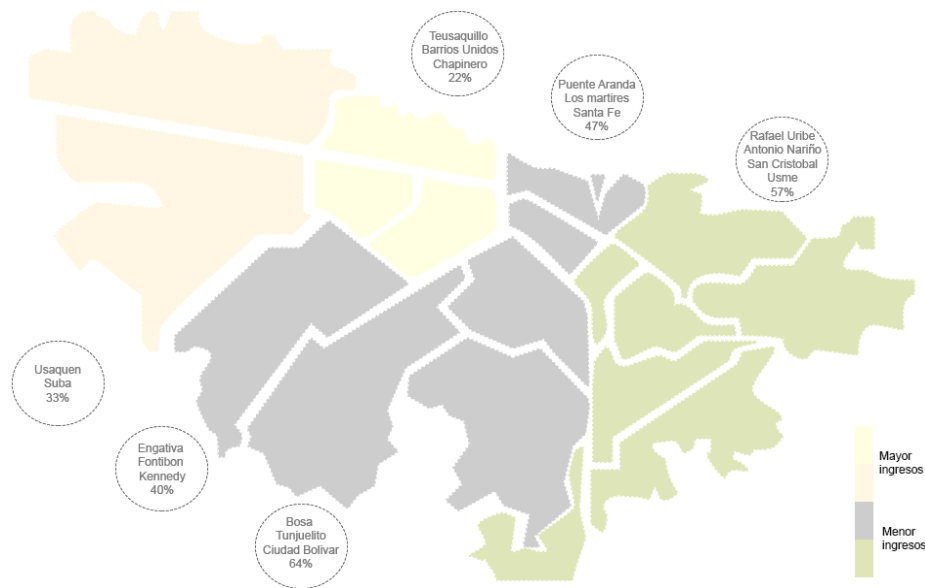 Teusaquillo
Barrios Unidos
Chapinero
22%
Puente Aranda
Los martires
Santa Fe
47%
Rafael Uribe
Antonio Nariño
San Cristobal
Usme
57%
Usaquen
Suba
33%
Engativa
Fontibon
Kennedy
40%
Bosa
Tunjuelito
Ciudad Bolivar
64%
Mayor
ingresos
Menor
ingresos